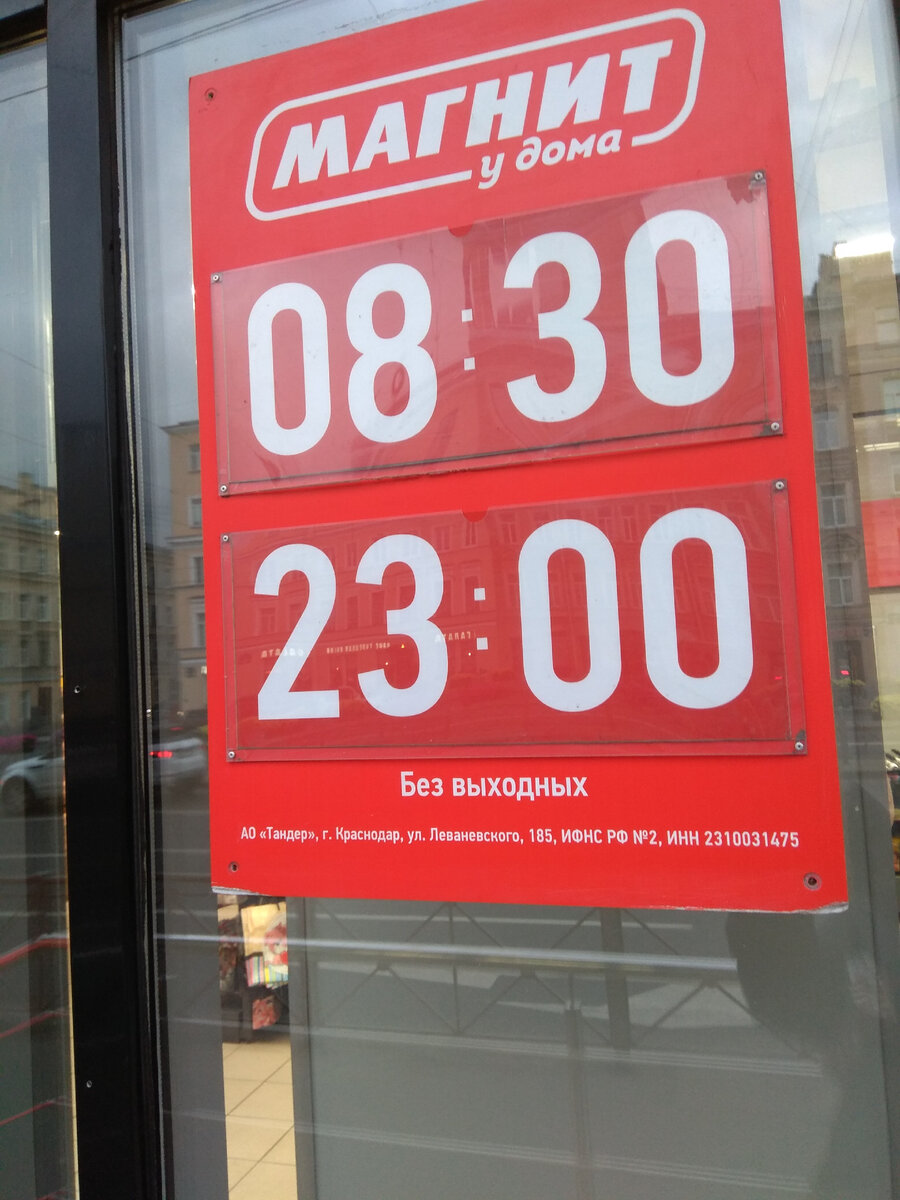 МАГНИТ
у дома
08:30
23:00
Без выходных
АО «Тандер», г. Краснодар, ул. Леваневского, 185, ИФНС РФ №2, ИНН 2310031475